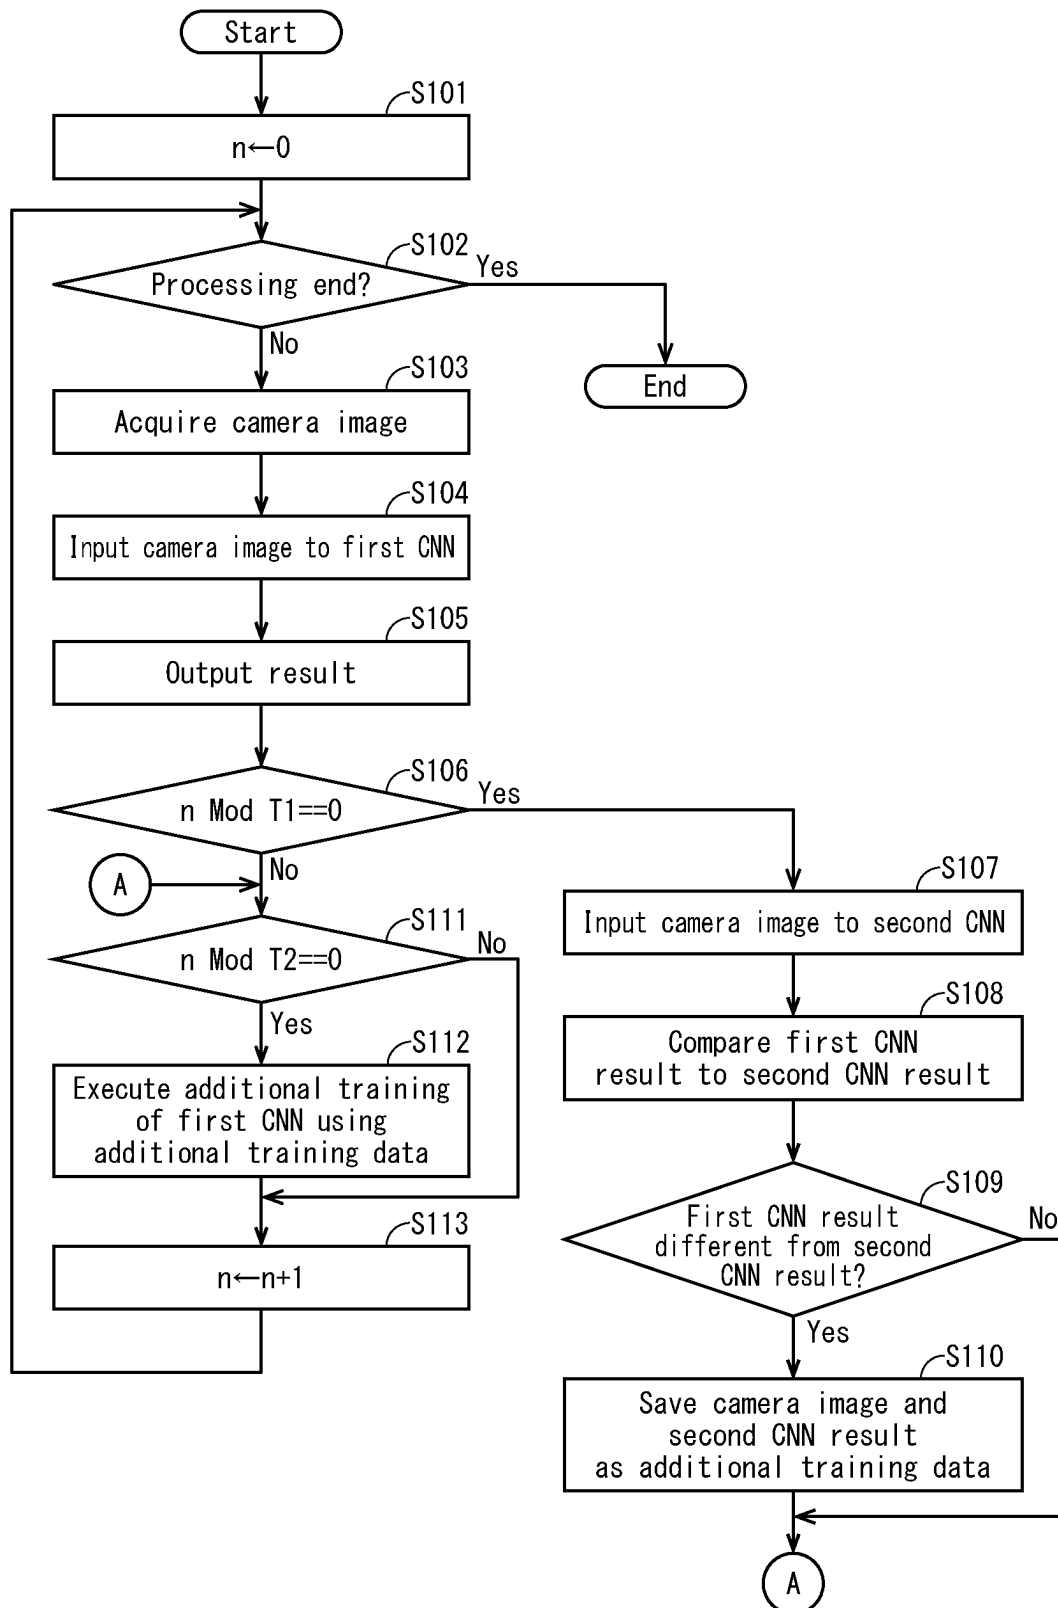 Start
S101
n←0
S102
Processing end?
Yes
No
End
S103
Acquire camera image
S104
Input camera image to first CNN
S105
Output result
S106
n Mod T1==0
Yes
No
A
S111
n Mod T2==0
No
Yes
S112
Execute additional training
of first CNN using
additional training data
S113
n←n+1
S107
Input camera image to second CNN
S108
Compare first CNN
result to second CNN result
S109
First CNN result
different from second
CNN result?
No
Yes
S110
Save camera image and
second CNN result
as additional training data
A